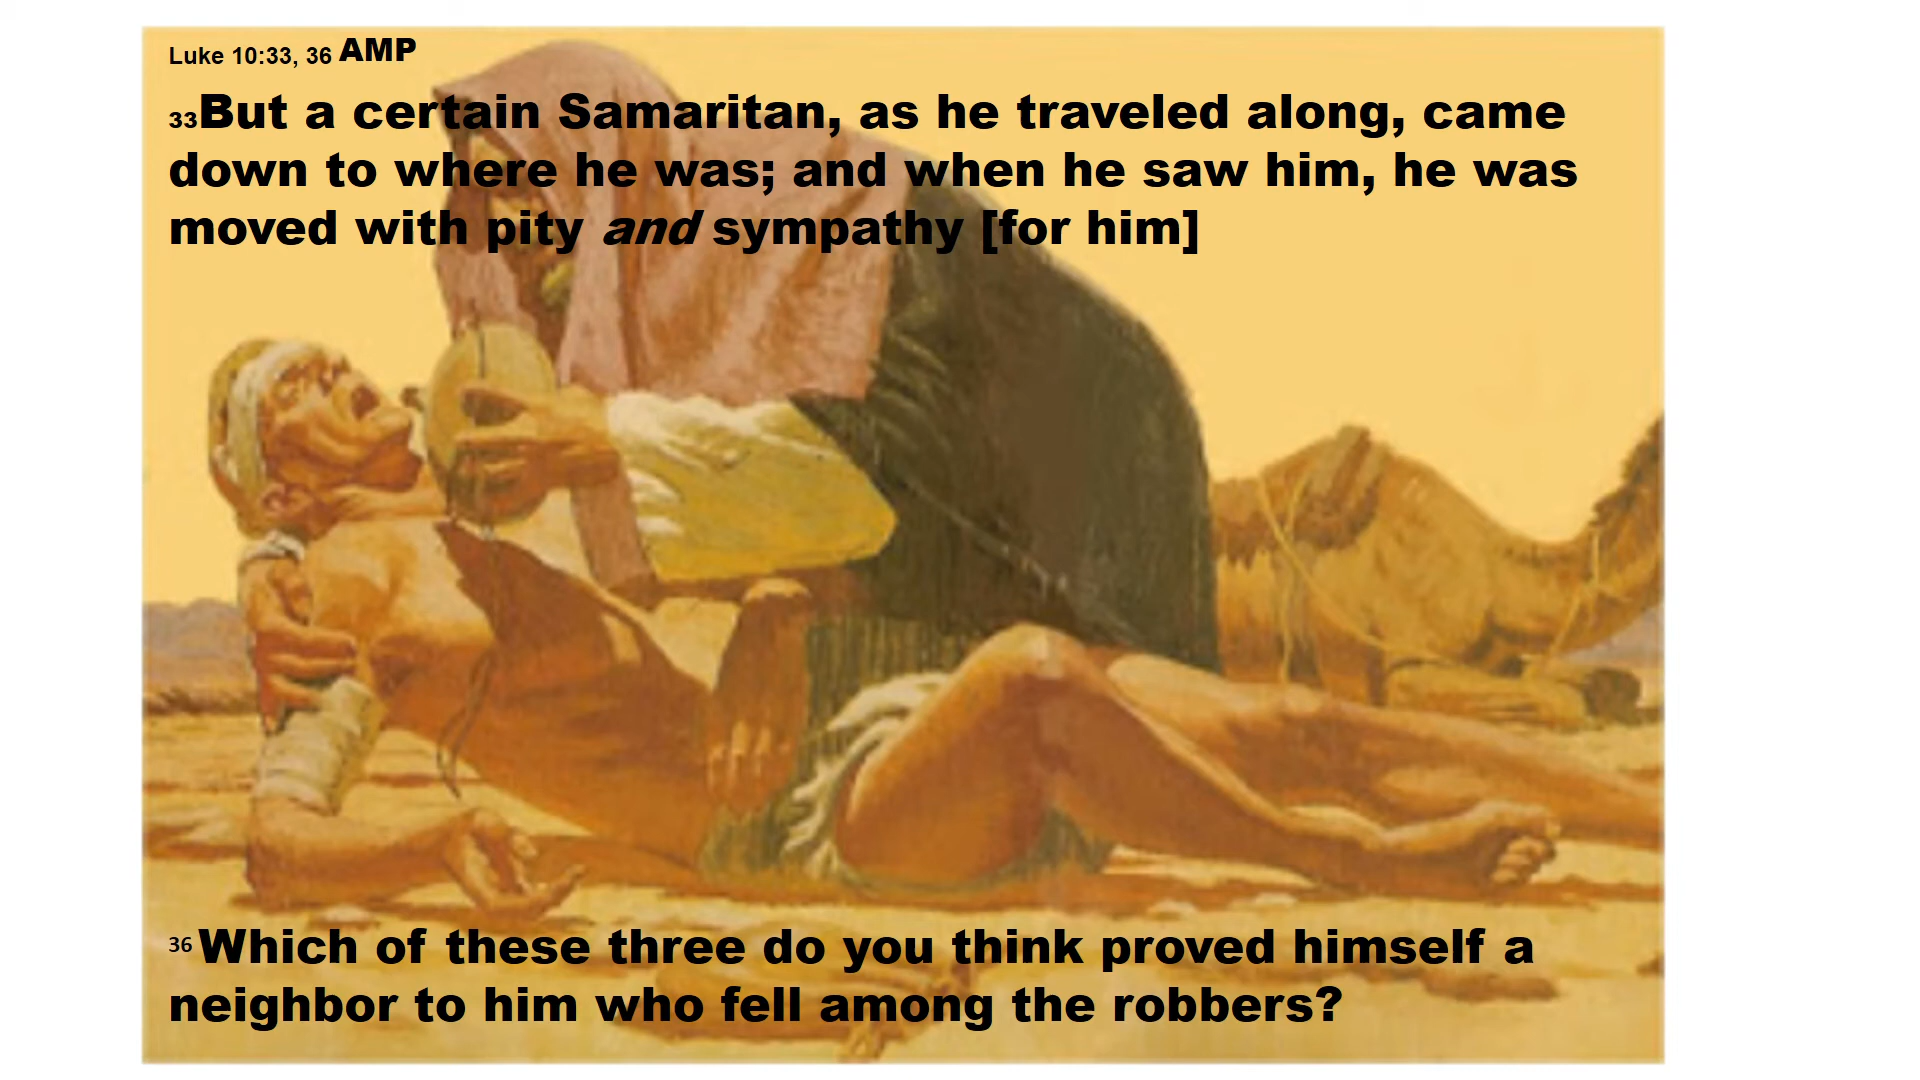 Luke 10:33, 36 AMP
33But a certain Samaritan, as he traveled along, came
down to where he was; and when he saw him, he was
moved with pity and sympathy [for him]
36 Which of these three do you think proved himself a
neighbor to him who fell among the robbers?